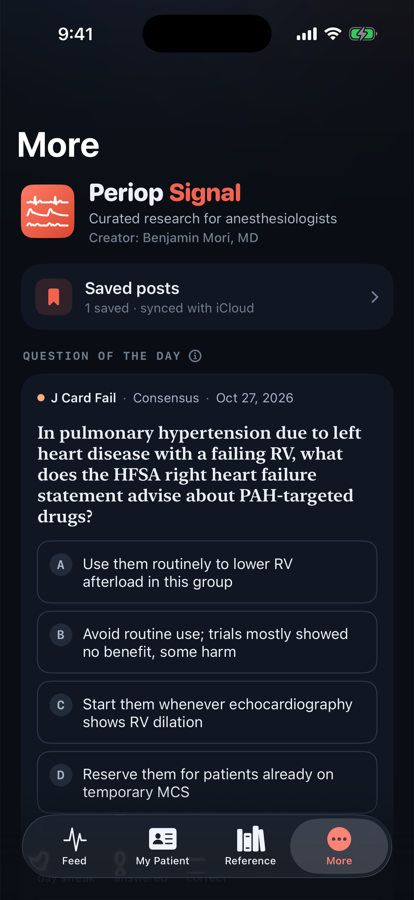 9:41
More
Periop Signal
Curated research for anesthesiologists
Creator: Benjamin Mori, MD
Saved posts
1 saved · synced with iCloud
QUESTION OF THE DAY
J Card Fail · Consensus · Oct 27, 2026
In pulmonary hypertension due to left
heart disease with a failing RV, what
does the HFSA right heart failure
statement advise about PAH-targeted
drugs?
A Use them routinely to lower RV
afterload in this group
B Avoid routine use; trials mostly showed
no benefit, some harm
C Start them whenever echocardiography
shows RV dilation
D Reserve them for patients already on
temporary MCS
Feed
My Patient
Reference
More